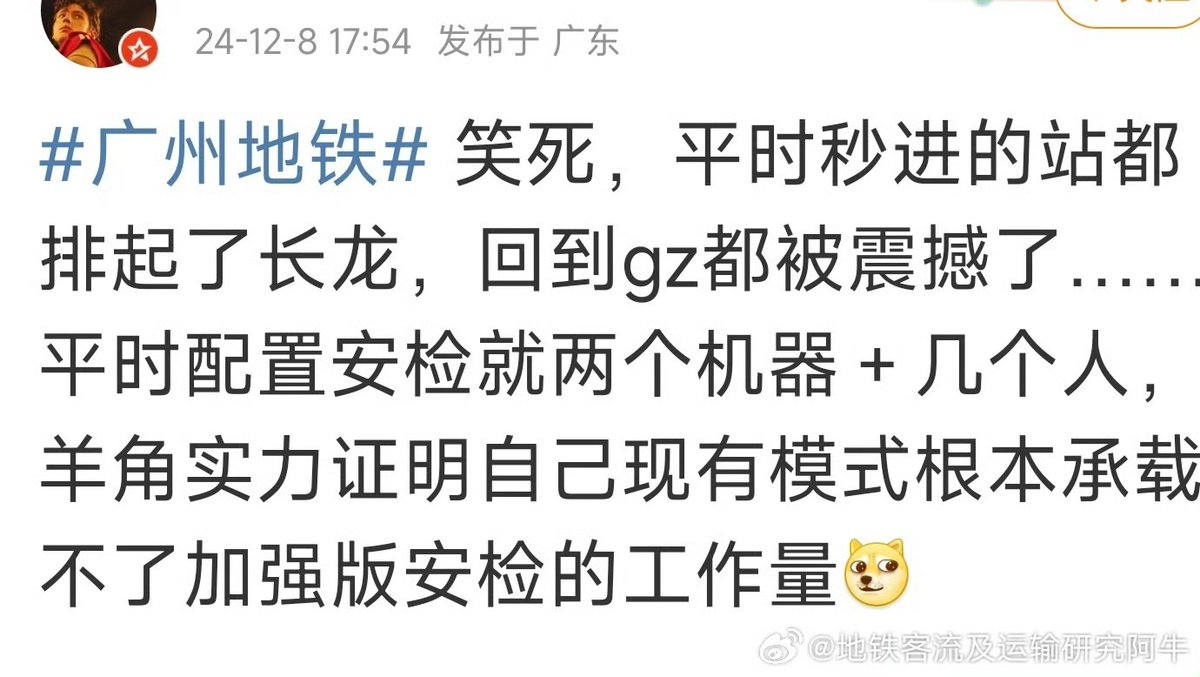 24-12-8 17:54 发布于 广东
#广州地铁# 笑死，平时秒进的站都
排起了长龙，回到gz都被震撼了……
平时配置安检就两个机器+几个人，
羊角实力证明自己现有模式根本承载
不了加强版安检的工作量
@地铁客流及运输研究阿牛